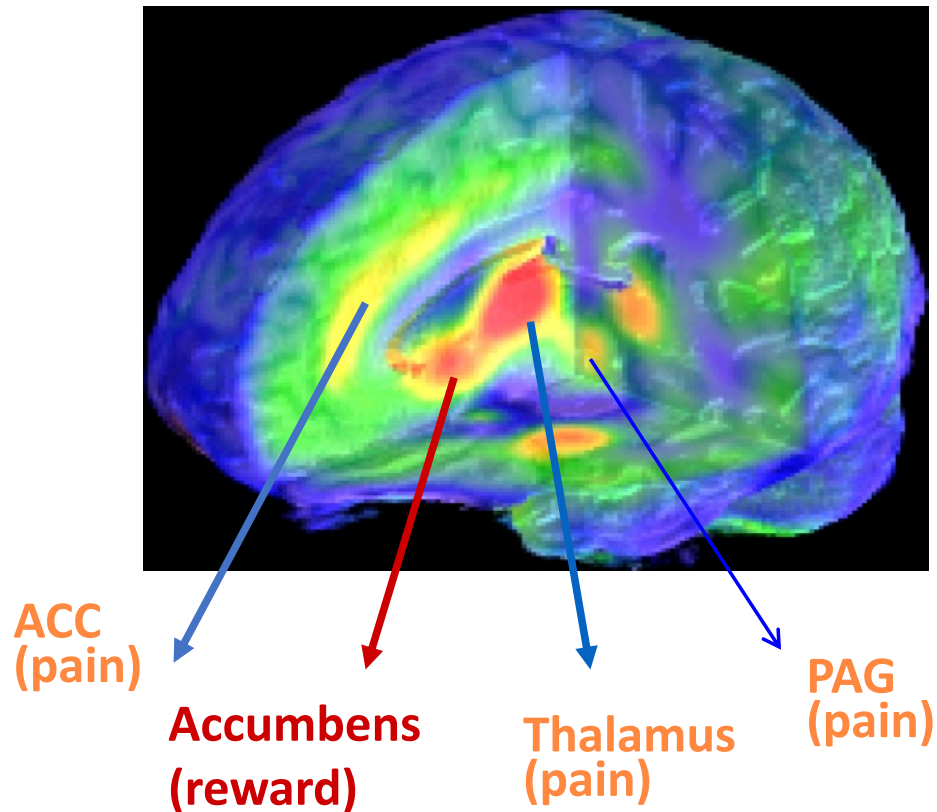 ACC
(pain)
Accumbens
(reward)
Thalamus
(pain)
PAG
(pain)